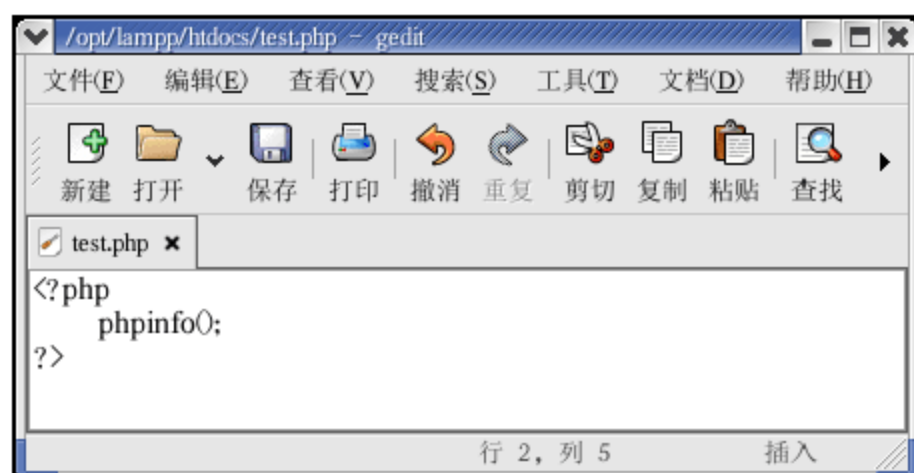 /opt/lampp/htdocs/test.php - gedit
文件(F) 编辑(E) 查看(V) 搜索(S) 工具(T) 文档(D) 帮助(H)
新建 打开 保存 打印 撤消 重复 剪切 复制 粘贴 查找
test.php
<?php
    phpinfo();
?>
行 2, 列 5 插入